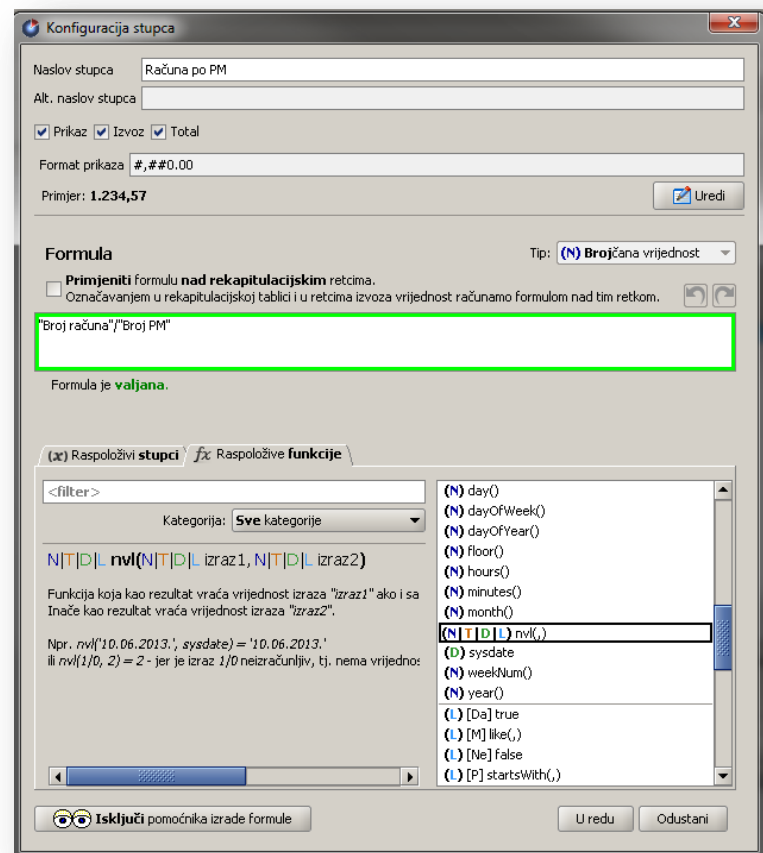 Konfiguracija stupca
Naslov stupca Računa po PM
Alt. naslov stupca
Prikaz Izvoz Total
Format prikaza #,##0.00
Primjer: 1.234,57 Uredi
Formula Tip: (N) Brojčana vrijednost
Primjeniti formulu nad rekapitulacijskim retcima.
Označavanjem u rekapitulacijskoj tablici i u retcima izvoza vrijednost računamo formulom nad tim retkom.
"Broj računa"/"Broj PM"
Formula je valjana.
(x) Raspoloživi stupci fx Raspoložive funkcije
<filter>
Kategorija: Sve kategorije
N|T|D|L nvl(N|T|D|L izraz1, N|T|D|L izraz2)
Funkcija koja kao rezultat vraća vrijednost izraza "izraz1" ako i sa
Inače kao rezultat vraća vrijednost izraza "izraz2".
Npr. nvl('10.06.2013.', sysdate) = '10.06.2013.'
ili nvl(1/0, 2) = 2 - jer je izraz 1/0 neizračunljiv, tj. nema vrijednos
(N) day()
(N) dayOfWeek()
(N) dayOfYear()
(N) floor()
(N) hours()
(N) minutes()
(N) month()
(N|T|D|L) nvl(,)
(D) sysdate
(N) weekNum()
(N) year()
(L) [Da] true
(L) [M] like(,)
(L) [Ne] false
(L) [P] startsWith(,)
Isključi pomoćnika izrade formule U redu Odustani